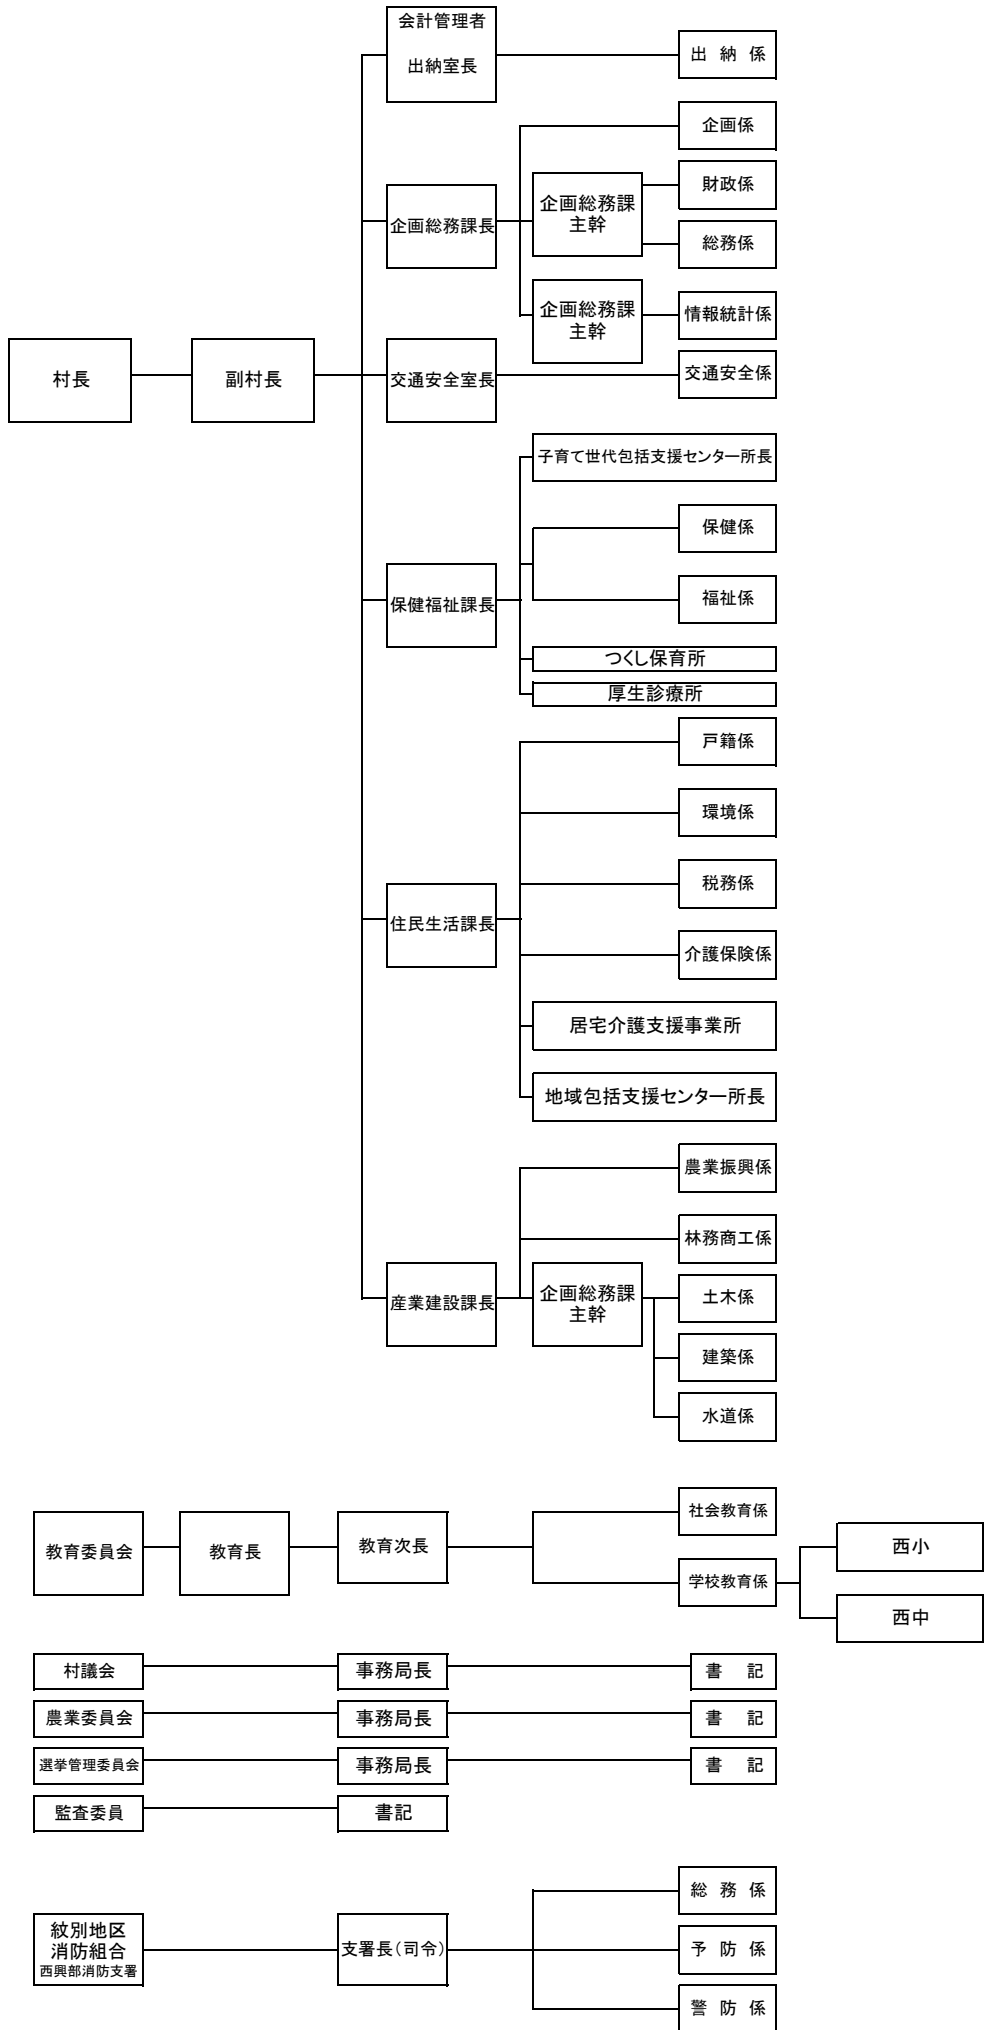 会計管理者
出納室長
出 納 係
企画係
企画総務課長
企画総務課
主幹
財政係
総務係
企画総務課
主幹
情報統計係
村長
副村長
交通安全室長
交通安全係
子育て世代包括支援センター所長
保健係
保健福祉課長
福祉係
つくし保育所
厚生診療所
戸籍係
環境係
税務係
住民生活課長
介護保険係
居宅介護支援事業所
地域包括支援センター所長
農業振興係
林務商工係
産業建設課長
企画総務課
主幹
土木係
建築係
水道係
教育委員会
教育長
教育次長
社会教育係
学校教育係
西小
西中
村議会
事務局長
書 記
農業委員会
事務局長
書 記
選挙管理委員会
事務局長
書 記
監査委員
書記
紋別地区
消防組合
西興部消防支署
支署長(司令)
総 務 係
予 防 係
警 防 係